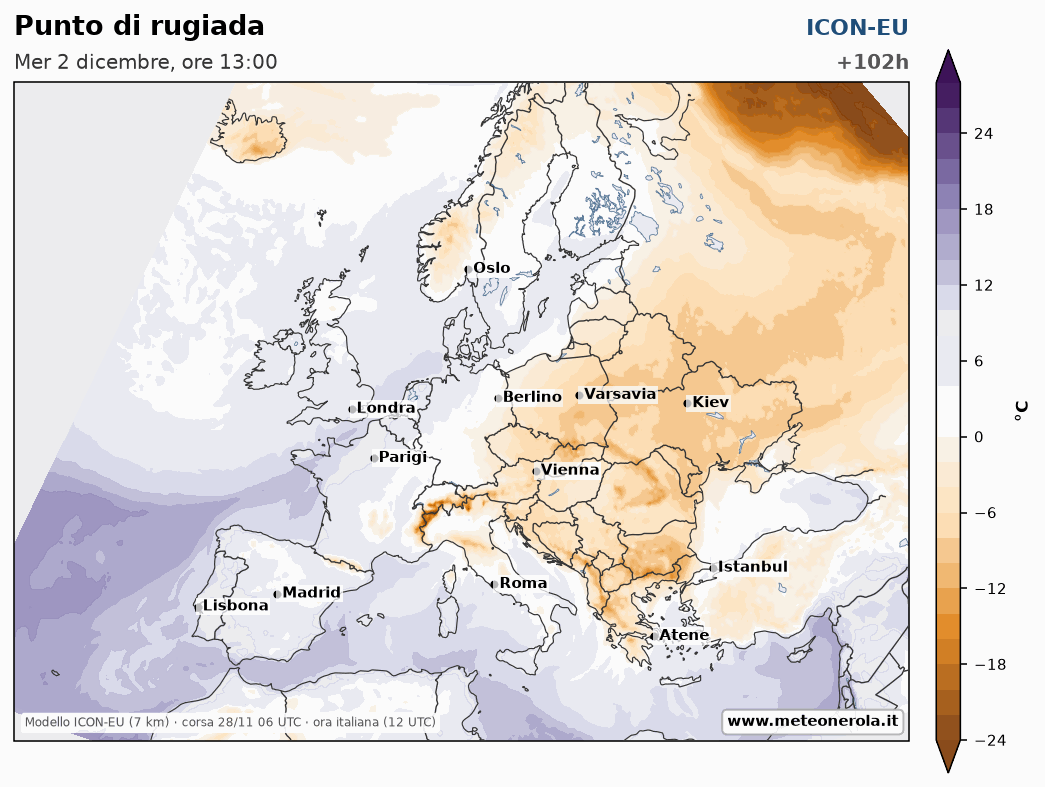 Punto di rugiada
ICON-EU
Mer 2 dicembre, ore 13:00
+102h
Oslo
Londra
Berlino
Varsavia
Kiev
Parigi
Vienna
Istanbul
Roma
Madrid
Lisbona
Atene
Modello ICON-EU (7 km) · corsa 28/11 06 UTC · ora italiana (12 UTC)
www.meteonerola.it
24
18
12
6
0
−6
−12
−18
−24
°C